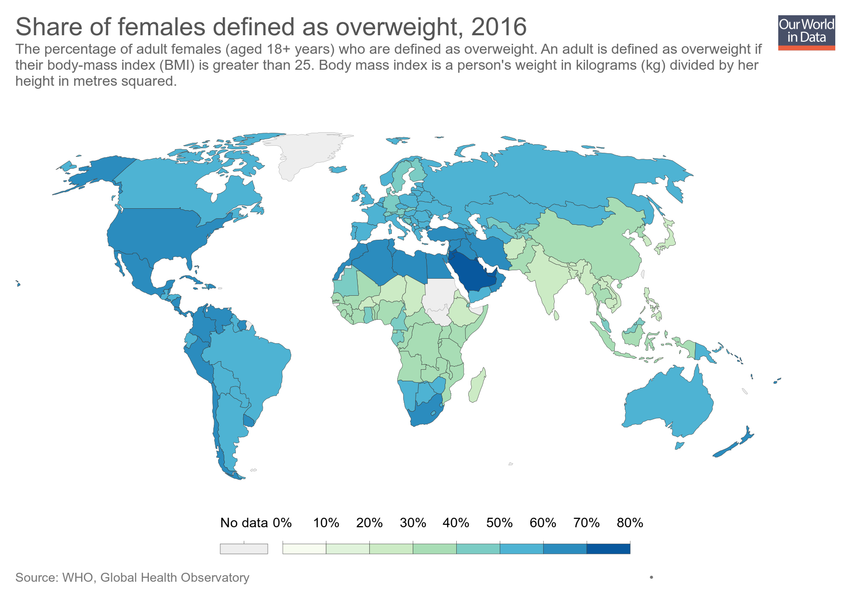 Share of females defined as overweight, 2016
Our World
in Data
The percentage of adult females (aged 18+ years) who are defined as overweight. An adult is defined as overweight if
their body-mass index (BMI) is greater than 25. Body mass index is a person's weight in kilograms (kg) divided by her
height in metres squared.
No data 0% 10% 20% 30% 40% 50% 60% 70% 80%
Source: WHO, Global Health Observatory